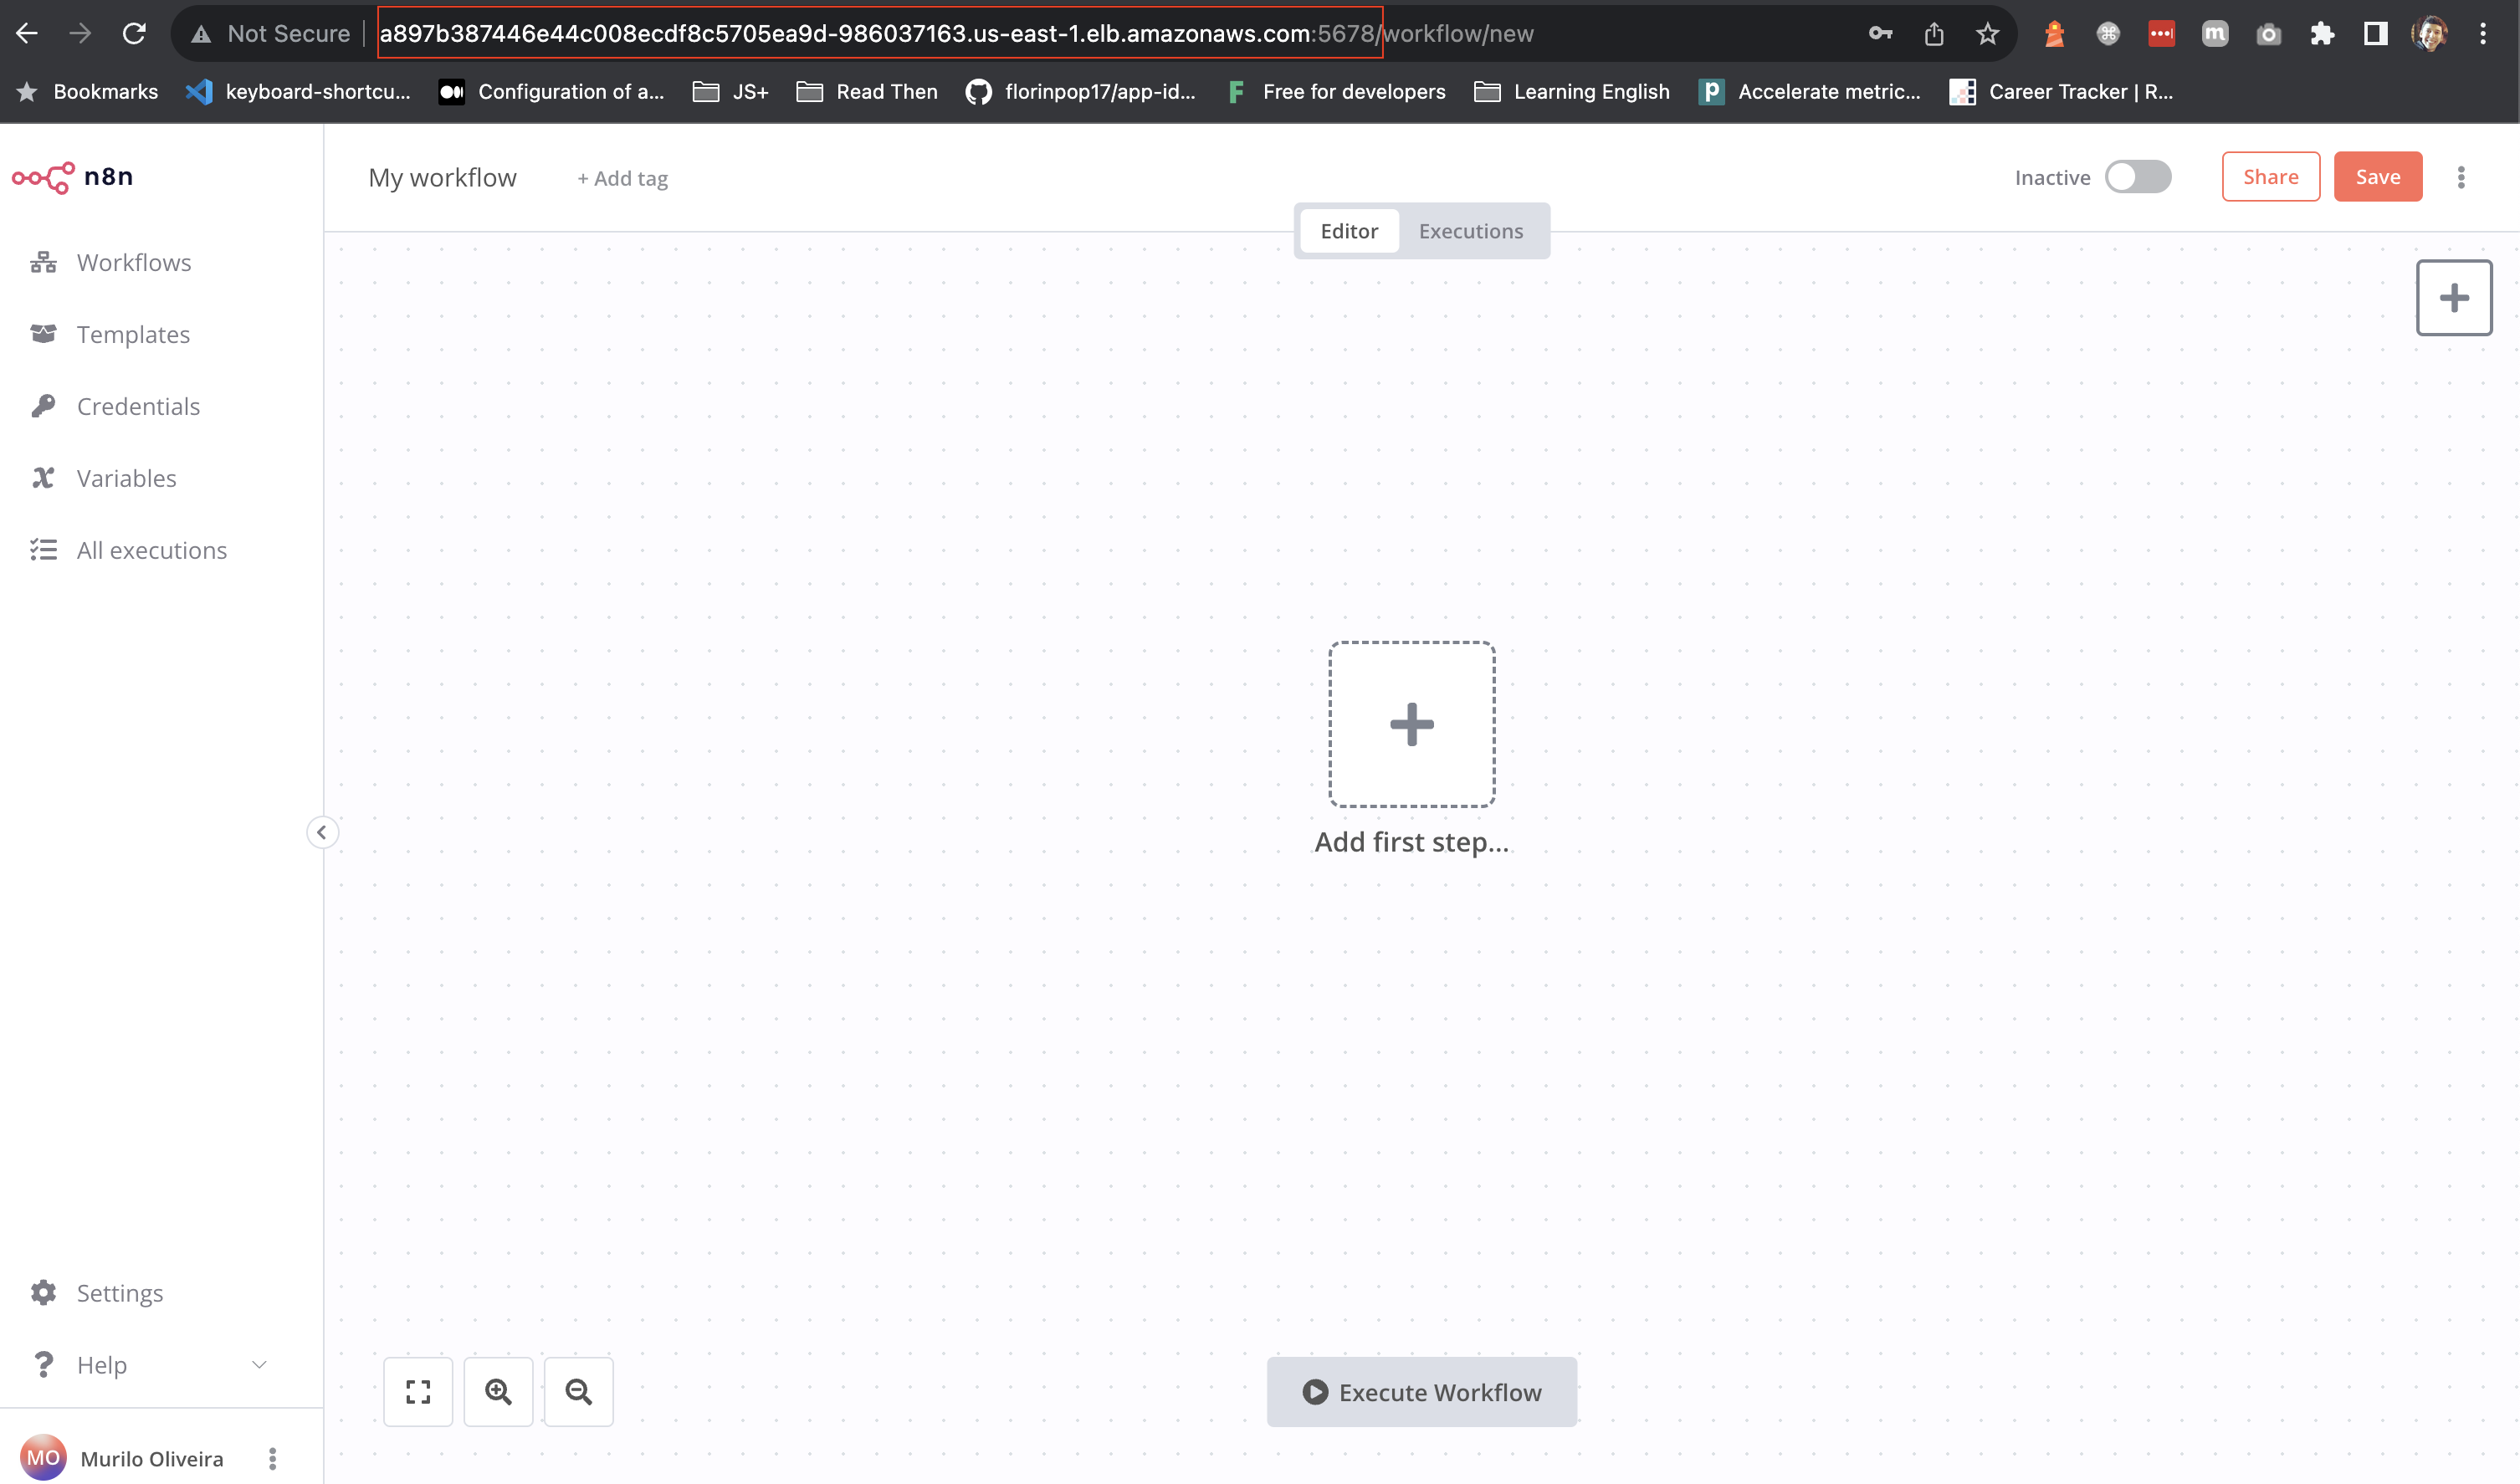 Not Secure a897b387446e44c008ecdf8c5705ea9d-986037163.us-east-1.elb.amazonaws.com:5678/workflow/new
Bookmarks keyboard-shortcu... Configuration of a... JS+ Read Then florinpop17/app-id... Free for developers Learning English Accelerate metric... Career Tracker | R...
n8n
My workflow + Add tag Inactive Share Save
Editor Executions
Workflows
Templates
Credentials
Variables
All executions
Add first step...
Settings
Help
Execute Workflow
MO Murilo Oliveira